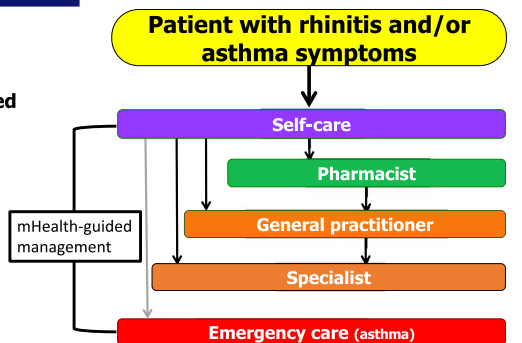 Patient with rhinitis and/or
asthma symptoms
ed
Self-care
Pharmacist
mHealth-guided
management
General practitioner
Specialist
Emergency care (asthma)